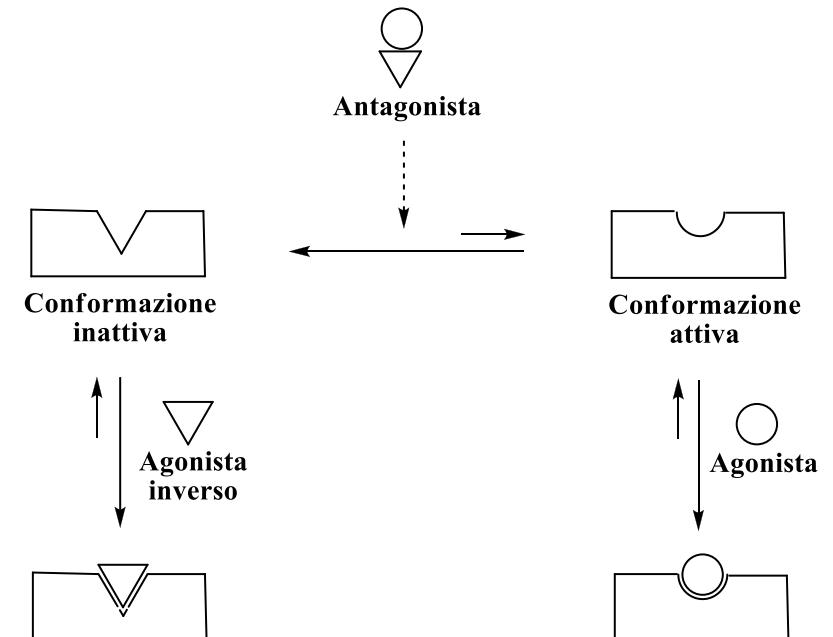 Antagonista
Conformazione
inattiva
Conformazione
attiva
Agonista
inverso
Agonista